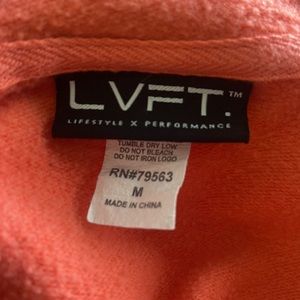 LVFT.™
LIFESTYLE X PERFORMANCE
TUMBLE DRY LOW
DO NOT BLEACH
DO NOT IRON LOGO
RN#79563
M
MADE IN CHINA